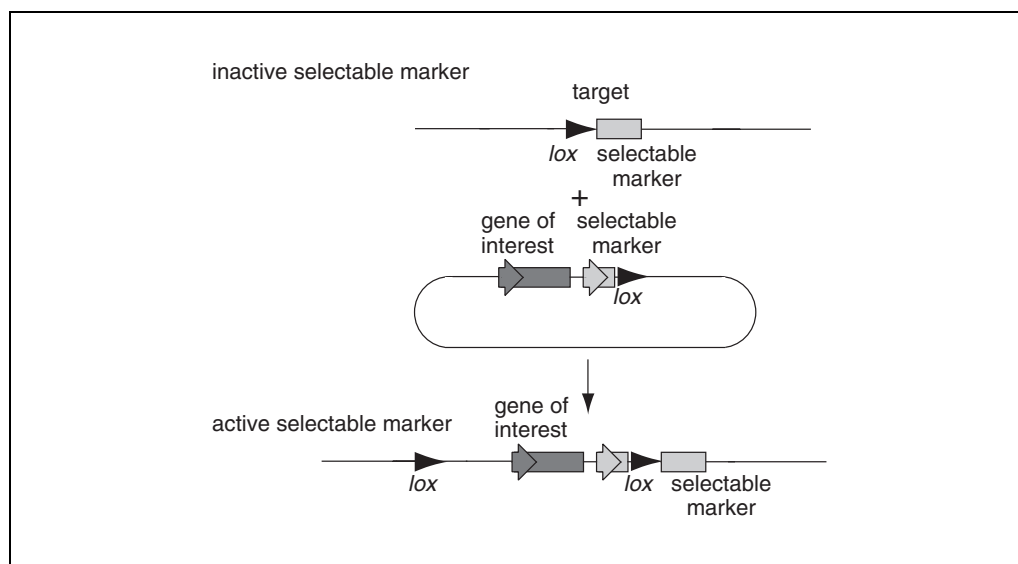 inactive selectable marker
target
lox
selectable
marker
+
gene of
interest
selectable
marker
lox
gene of
interest
active selectable marker
lox
lox
selectable
marker